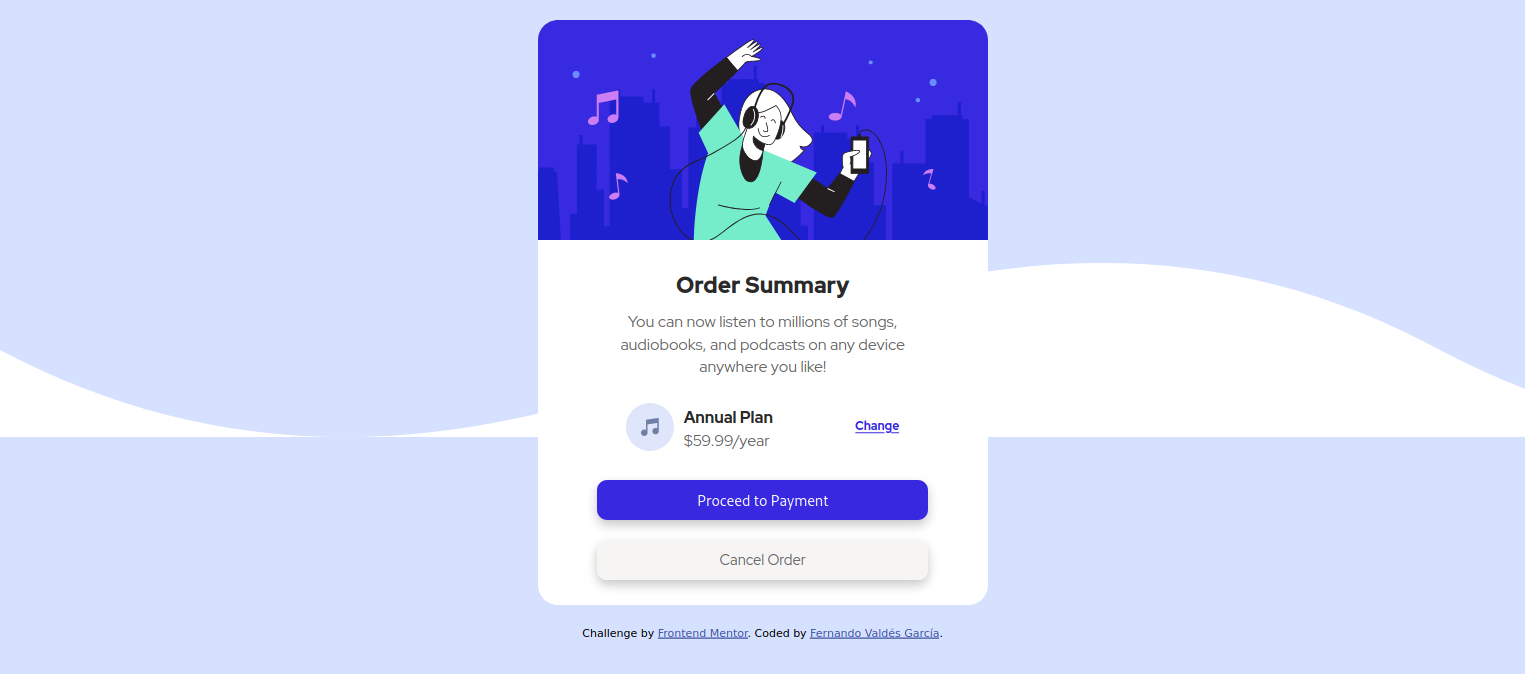 Order Summary
You can now listen to millions of songs,
audiobooks, and podcasts on any device
anywhere you like!
Annual Plan
$59.99/year
Change
Proceed to Payment
Cancel Order
Challenge by Frontend Mentor. Coded by Fernando Valdés García.